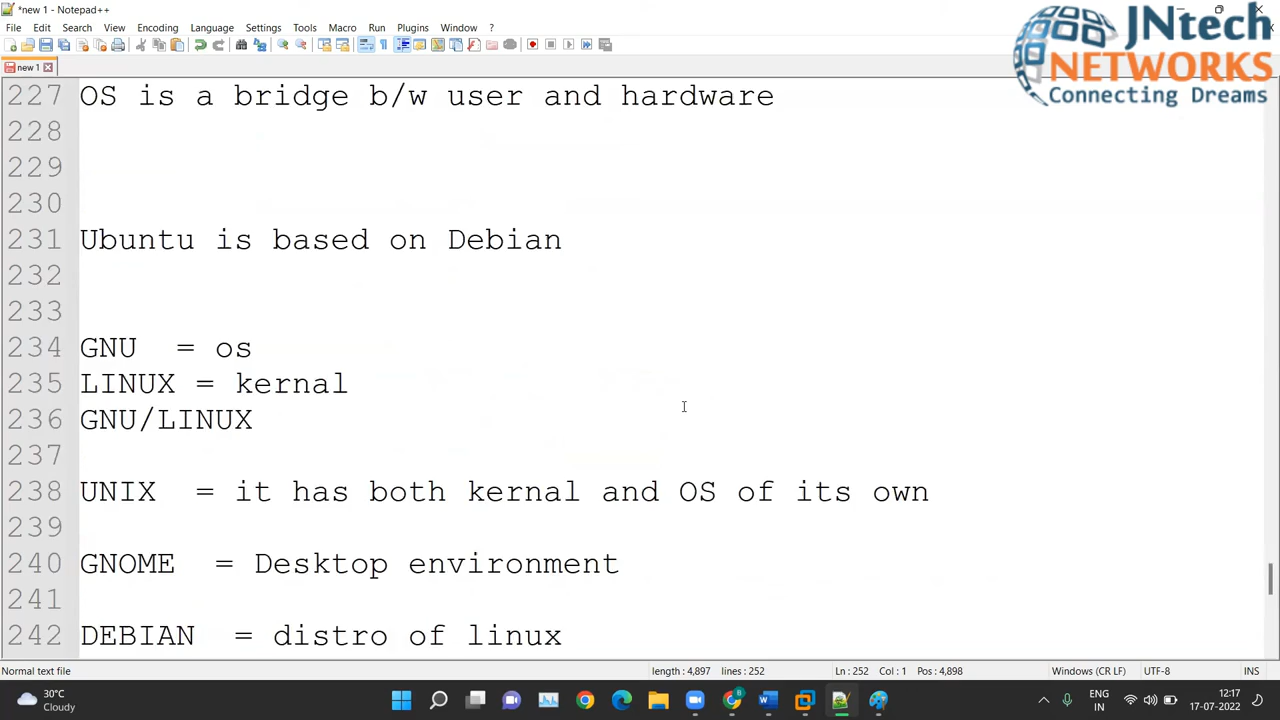 *new 1 - Notepad++
File Edit Search View Encoding Language Settings Tools Macro Run Plugins Window ?
JNtech
NETWORKS
Connecting Dreams
new 1
227 OS is a bridge b/w user and hardware
228
229
230
231 Ubuntu is based on Debian
232
233
234 GNU = os
235 LINUX = kernal
236 GNU/LINUX
237
238 UNIX = it has both kernal and OS of its own
239
240 GNOME = Desktop environment
241
242 DEBIAN = distro of linux
Normal text file length : 4,897 lines : 252 Ln : 252 Col : 1 Pos : 4,898 Windows (CR LF) UTF-8 INS
30°C
Cloudy
ENG
IN
12:17
17-07-2022